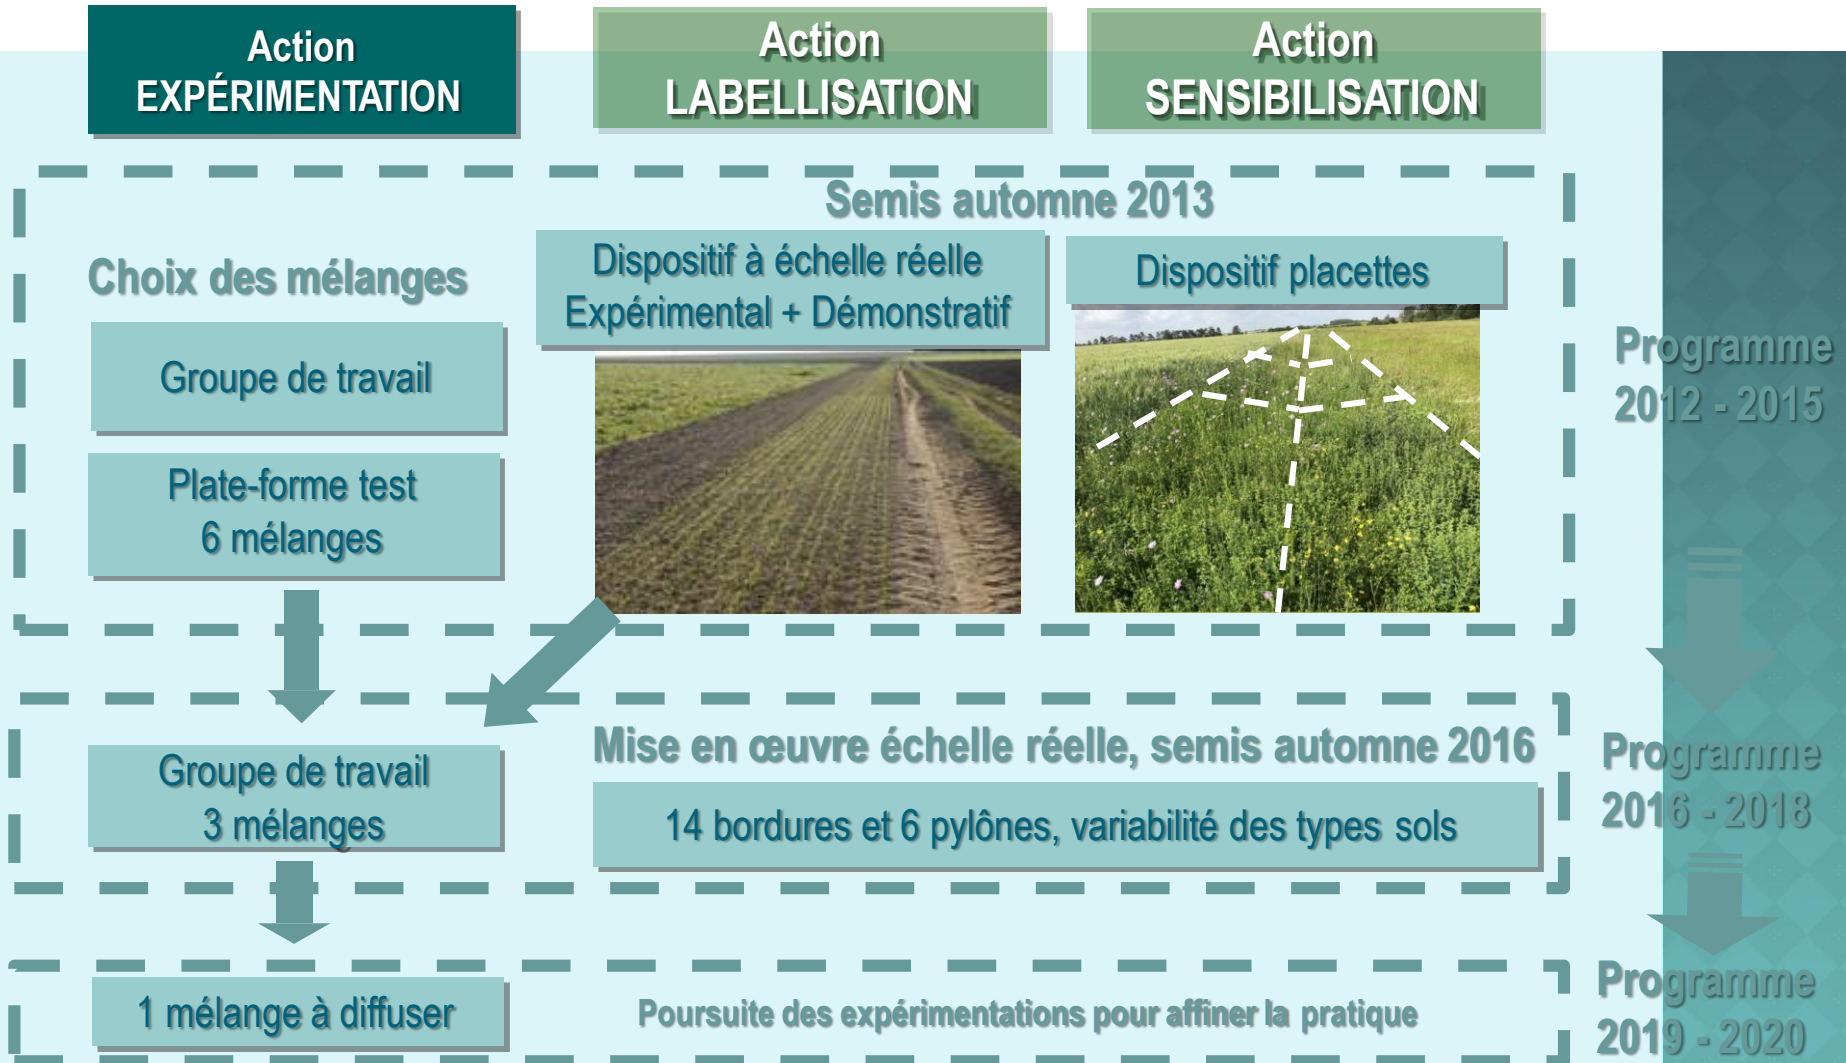 Action
EXPÉRIMENTATION
Action
LABELLISATION
Action
SENSIBILISATION
Semis automne 2013
Choix des mélanges
Groupe de travail
Plate-forme test
6 mélanges
Dispositif à échelle réelle
Expérimental + Démonstratif
Dispositif placettes
Programme
2012 - 2015
Groupe de travail
3 mélanges
Mise en œuvre échelle réelle, semis automne 2016
14 bordures et 6 pylônes, variabilité des types sols
Programme
2016 - 2018
1 mélange à diffuser
Poursuite des expérimentations pour affiner la pratique
Programme
2019 - 2020